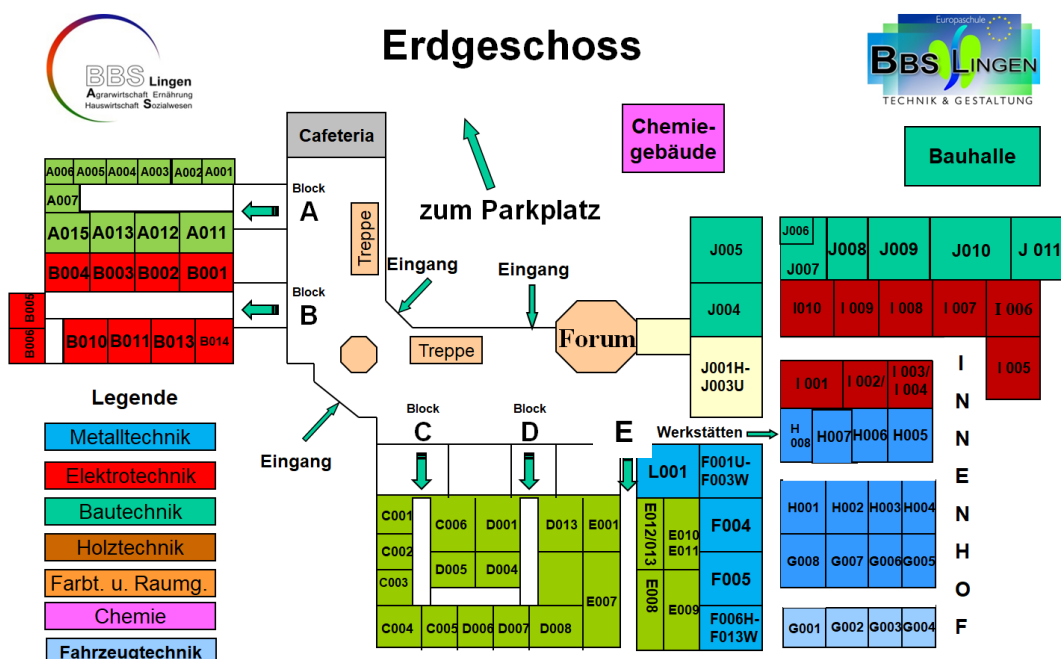 Erdgeschoss
BBS Lingen
Agrarwirtschaft Ernährung
Hauswirtschaft Sozialwesen
Europaschule
BBS LINGEN
TECHNIK & GESTALTUNG
Cafeteria
Chemie-
gebäude
Bauhalle
zum Parkplatz
A006 A005 A004 A003 A002 A001
A007
A015 A013 A012 A011
Block
A
Treppe
B004 B003 B002 B001
B005
B006
B010 B011 B013 B014
Block
B
Eingang
Eingang
Treppe
Forum
Eingang
J005
J004
J001H-
J003U
J006
J007
J008 J009 J010 J 011
I010 I 009 I 008 I 007 I 006
I 005
I 001 I 002/ I 003/
I 004
H
008
H007 H006 H005
Werkstätten
H001 H002 H003 H004
G008 G007 G006 G005
G001 G002 G003 G004
INNENHOF
Legende
Metalltechnik
Elektrotechnik
Bautechnik
Holztechnik
Farbt. u. Raumg.
Chemie
Fahrzeugtechnik
Block
C
Block
D
E
C001
C002
C003
C004
C006 D001
D005 D004
C005 D006 D007 D008
D013
E001
E007
L001
E012/013
E008
E010
E011
E009
F001U-
F003W
F004
F005
F006H-
F013W